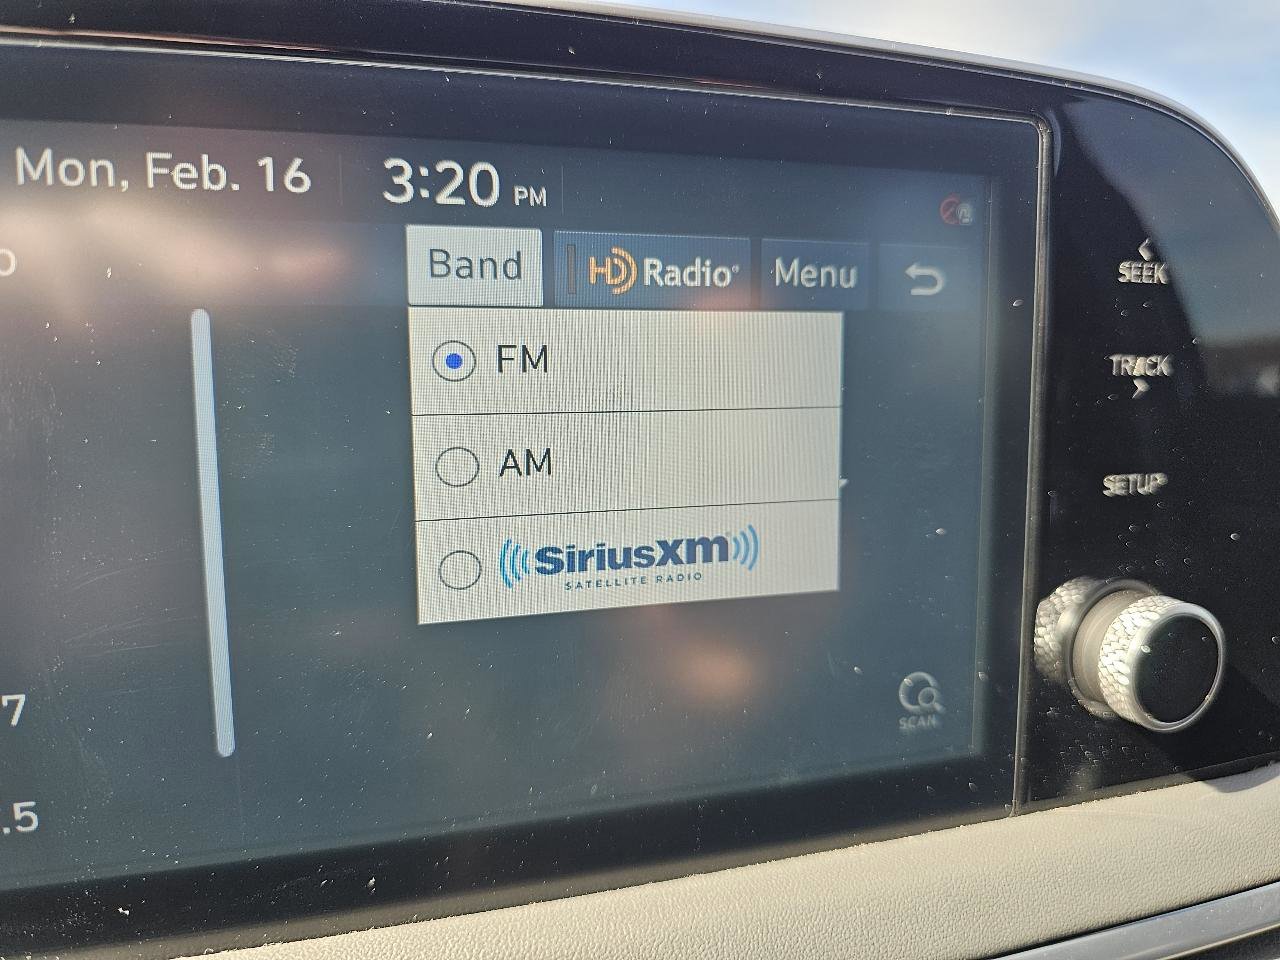 Mon, Feb. 16 3:20 PM
Band HD Radio® Menu
FM
AM
SiriusXm
SATELLITE RADIO
7
.5
SCAN
SEEK
TRACK
SETUP